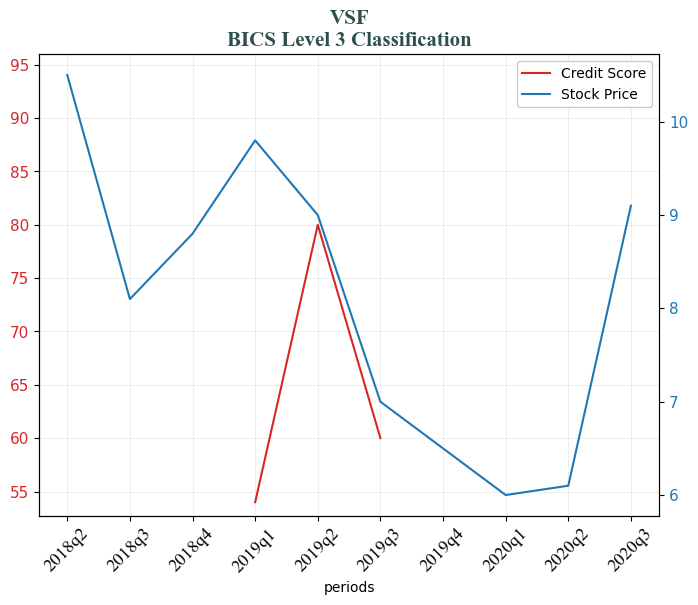 VSF
BICS Level 3 Classification
Credit Score
Stock Price
95
90
85
80
75
70
65
60
55
10
9
8
7
6
2018q2
2018q3
2018q4
2019q1
2019q2
2019q3
2019q4
2020q1
2020q2
2020q3
periods